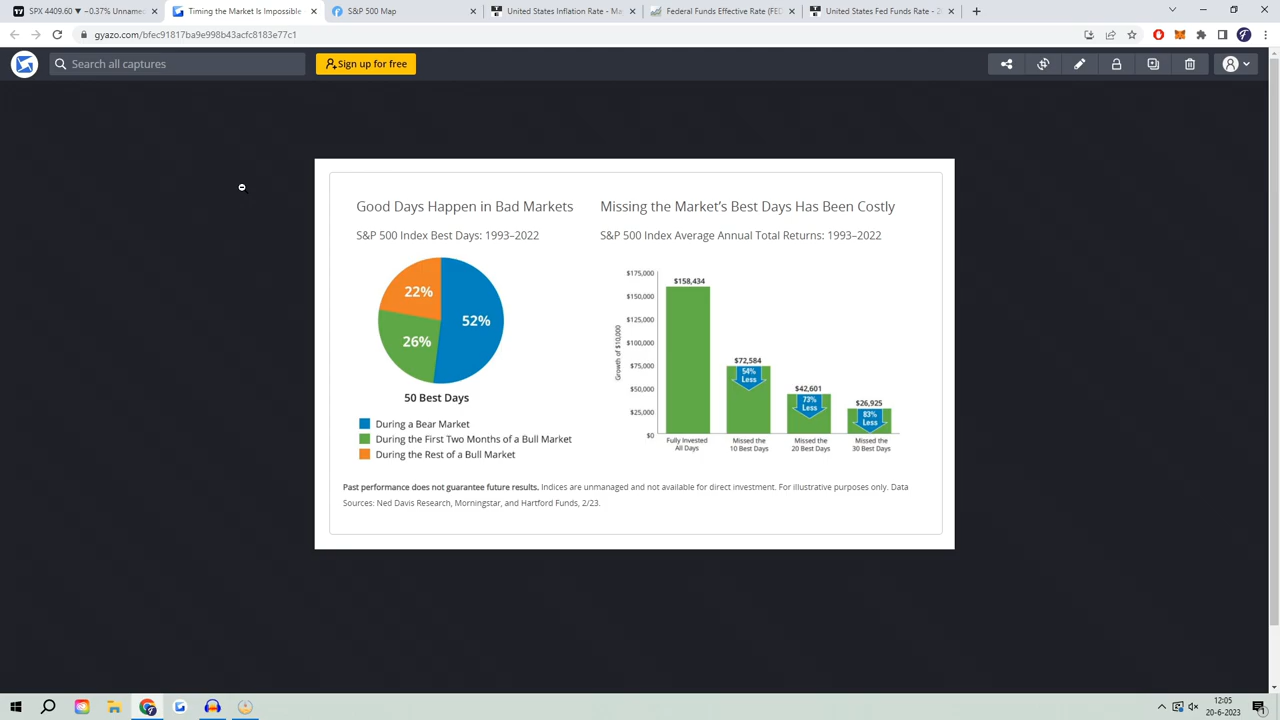 SPX 4409.60 ▼ −0.37% Unnamed
Timing the Market Is Impossible
S&P 500 Map
United States Inflation Rate - Ma
Federal Funds Effective Rate (FED
United States Fed Funds Rate - 2
gyazo.com/bfec91817ba9e998b43acfc8183e77c1
Search all captures
Sign up for free
Good Days Happen in Bad Markets
S&P 500 Index Best Days: 1993–2022
22%
52%
26%
50 Best Days
During a Bear Market
During the First Two Months of a Bull Market
During the Rest of a Bull Market
Missing the Market's Best Days Has Been Costly
S&P 500 Index Average Annual Total Returns: 1993–2022
Growth of $10,000
$175,000
$150,000
$125,000
$100,000
$75,000
$50,000
$25,000
$0
$158,434
$72,584
54%
Less
$42,601
73%
Less
$26,925
83%
Less
Fully Invested
All Days
Missed the
10 Best Days
Missed the
20 Best Days
Missed the
30 Best Days
Past performance does not guarantee future results. Indices are unmanaged and not available for direct investment. For illustrative purposes only. Data
Sources: Ned Davis Research, Morningstar, and Hartford Funds, 2/23.
12:05
20-6-2023
1